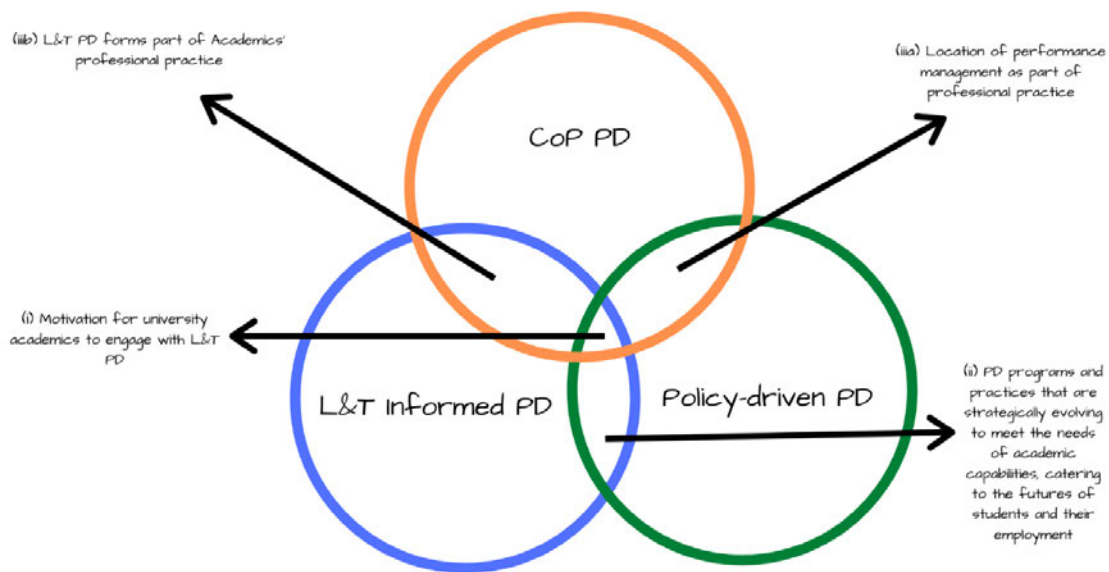 (iiib) L&T PD forms part of Academics'
professional practice
(iiia) Location of performance
management as part of
professional practice
CoP PD
(i) Motivation for university
academics to engage with L&T
PD
L&T Informed PD
Policy-driven PD
(ii) PD programs and
practices that are
strategically evolving
to meet the needs
of academic
capabilities, catering
to the futures of
students and their
employment